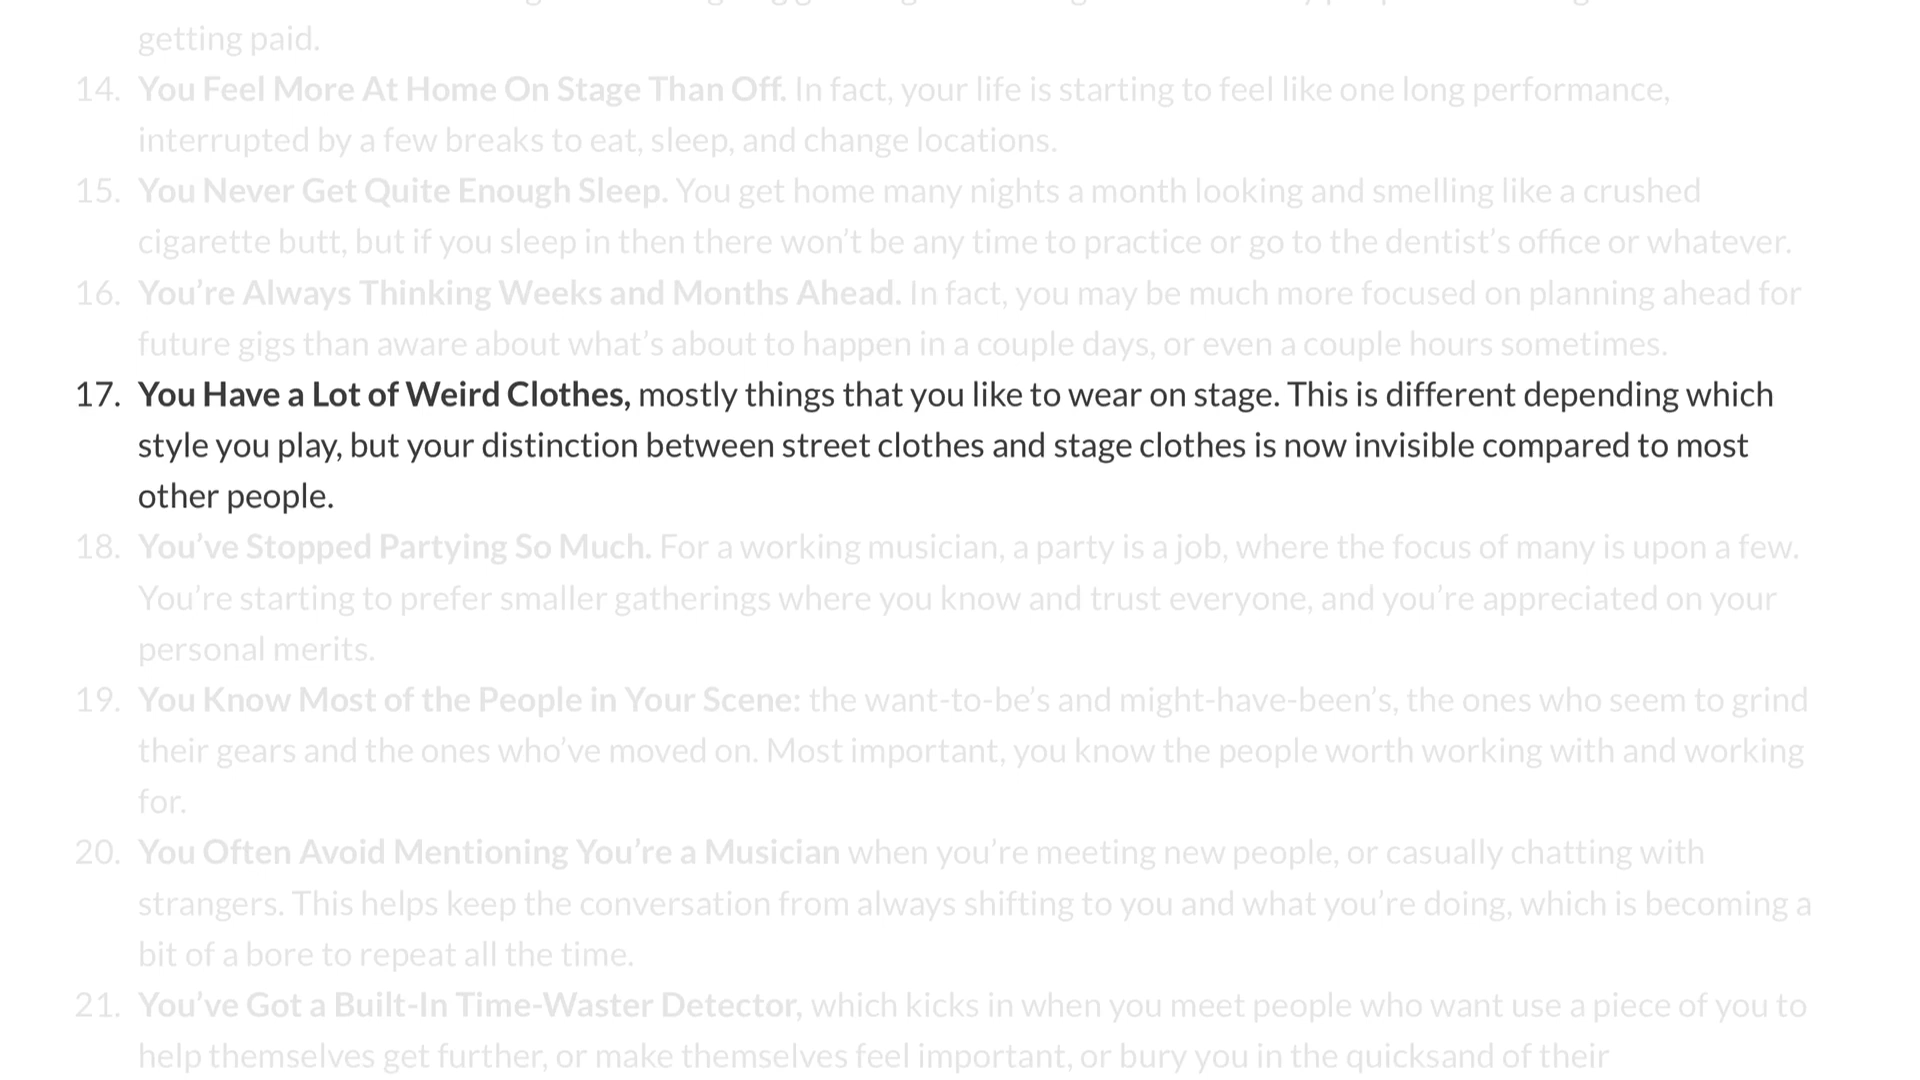 getting paid.
14. You Feel More At Home On Stage Than Off. In fact, your life is starting to feel like one long performance,
interrupted by a few breaks to eat, sleep, and change locations.
15. You Never Get Quite Enough Sleep. You get home many nights a month looking and smelling like a crushed
cigarette butt, but if you sleep in then there won’t be any time to practice or go to the dentist’s office or whatever.
16. You’re Always Thinking Weeks and Months Ahead. In fact, you may be much more focused on planning ahead for
future gigs than aware about what’s about to happen in a couple days, or even a couple hours sometimes.
17. You Have a Lot of Weird Clothes, mostly things that you like to wear on stage. This is different depending which
style you play, but your distinction between street clothes and stage clothes is now invisible compared to most
other people.
18. You’ve Stopped Partying So Much. For a working musician, a party is a job, where the focus of many is upon a few.
You’re starting to prefer smaller gatherings where you know and trust everyone, and you’re appreciated on your
personal merits.
19. You Know Most of the People in Your Scene: the want-to-be’s and might-have-been’s, the ones who seem to grind
their gears and the ones who’ve moved on. Most important, you know the people worth working with and working
for.
20. You Often Avoid Mentioning You’re a Musician when you’re meeting new people, or casually chatting with
strangers. This helps keep the conversation from always shifting to you and what you’re doing, which is becoming a
bit of a bore to repeat all the time.
21. You’ve Got a Built-In Time-Waster Detector, which kicks in when you meet people who want use a piece of you to
help themselves get further, or make themselves feel important, or bury you in the quicksand of their